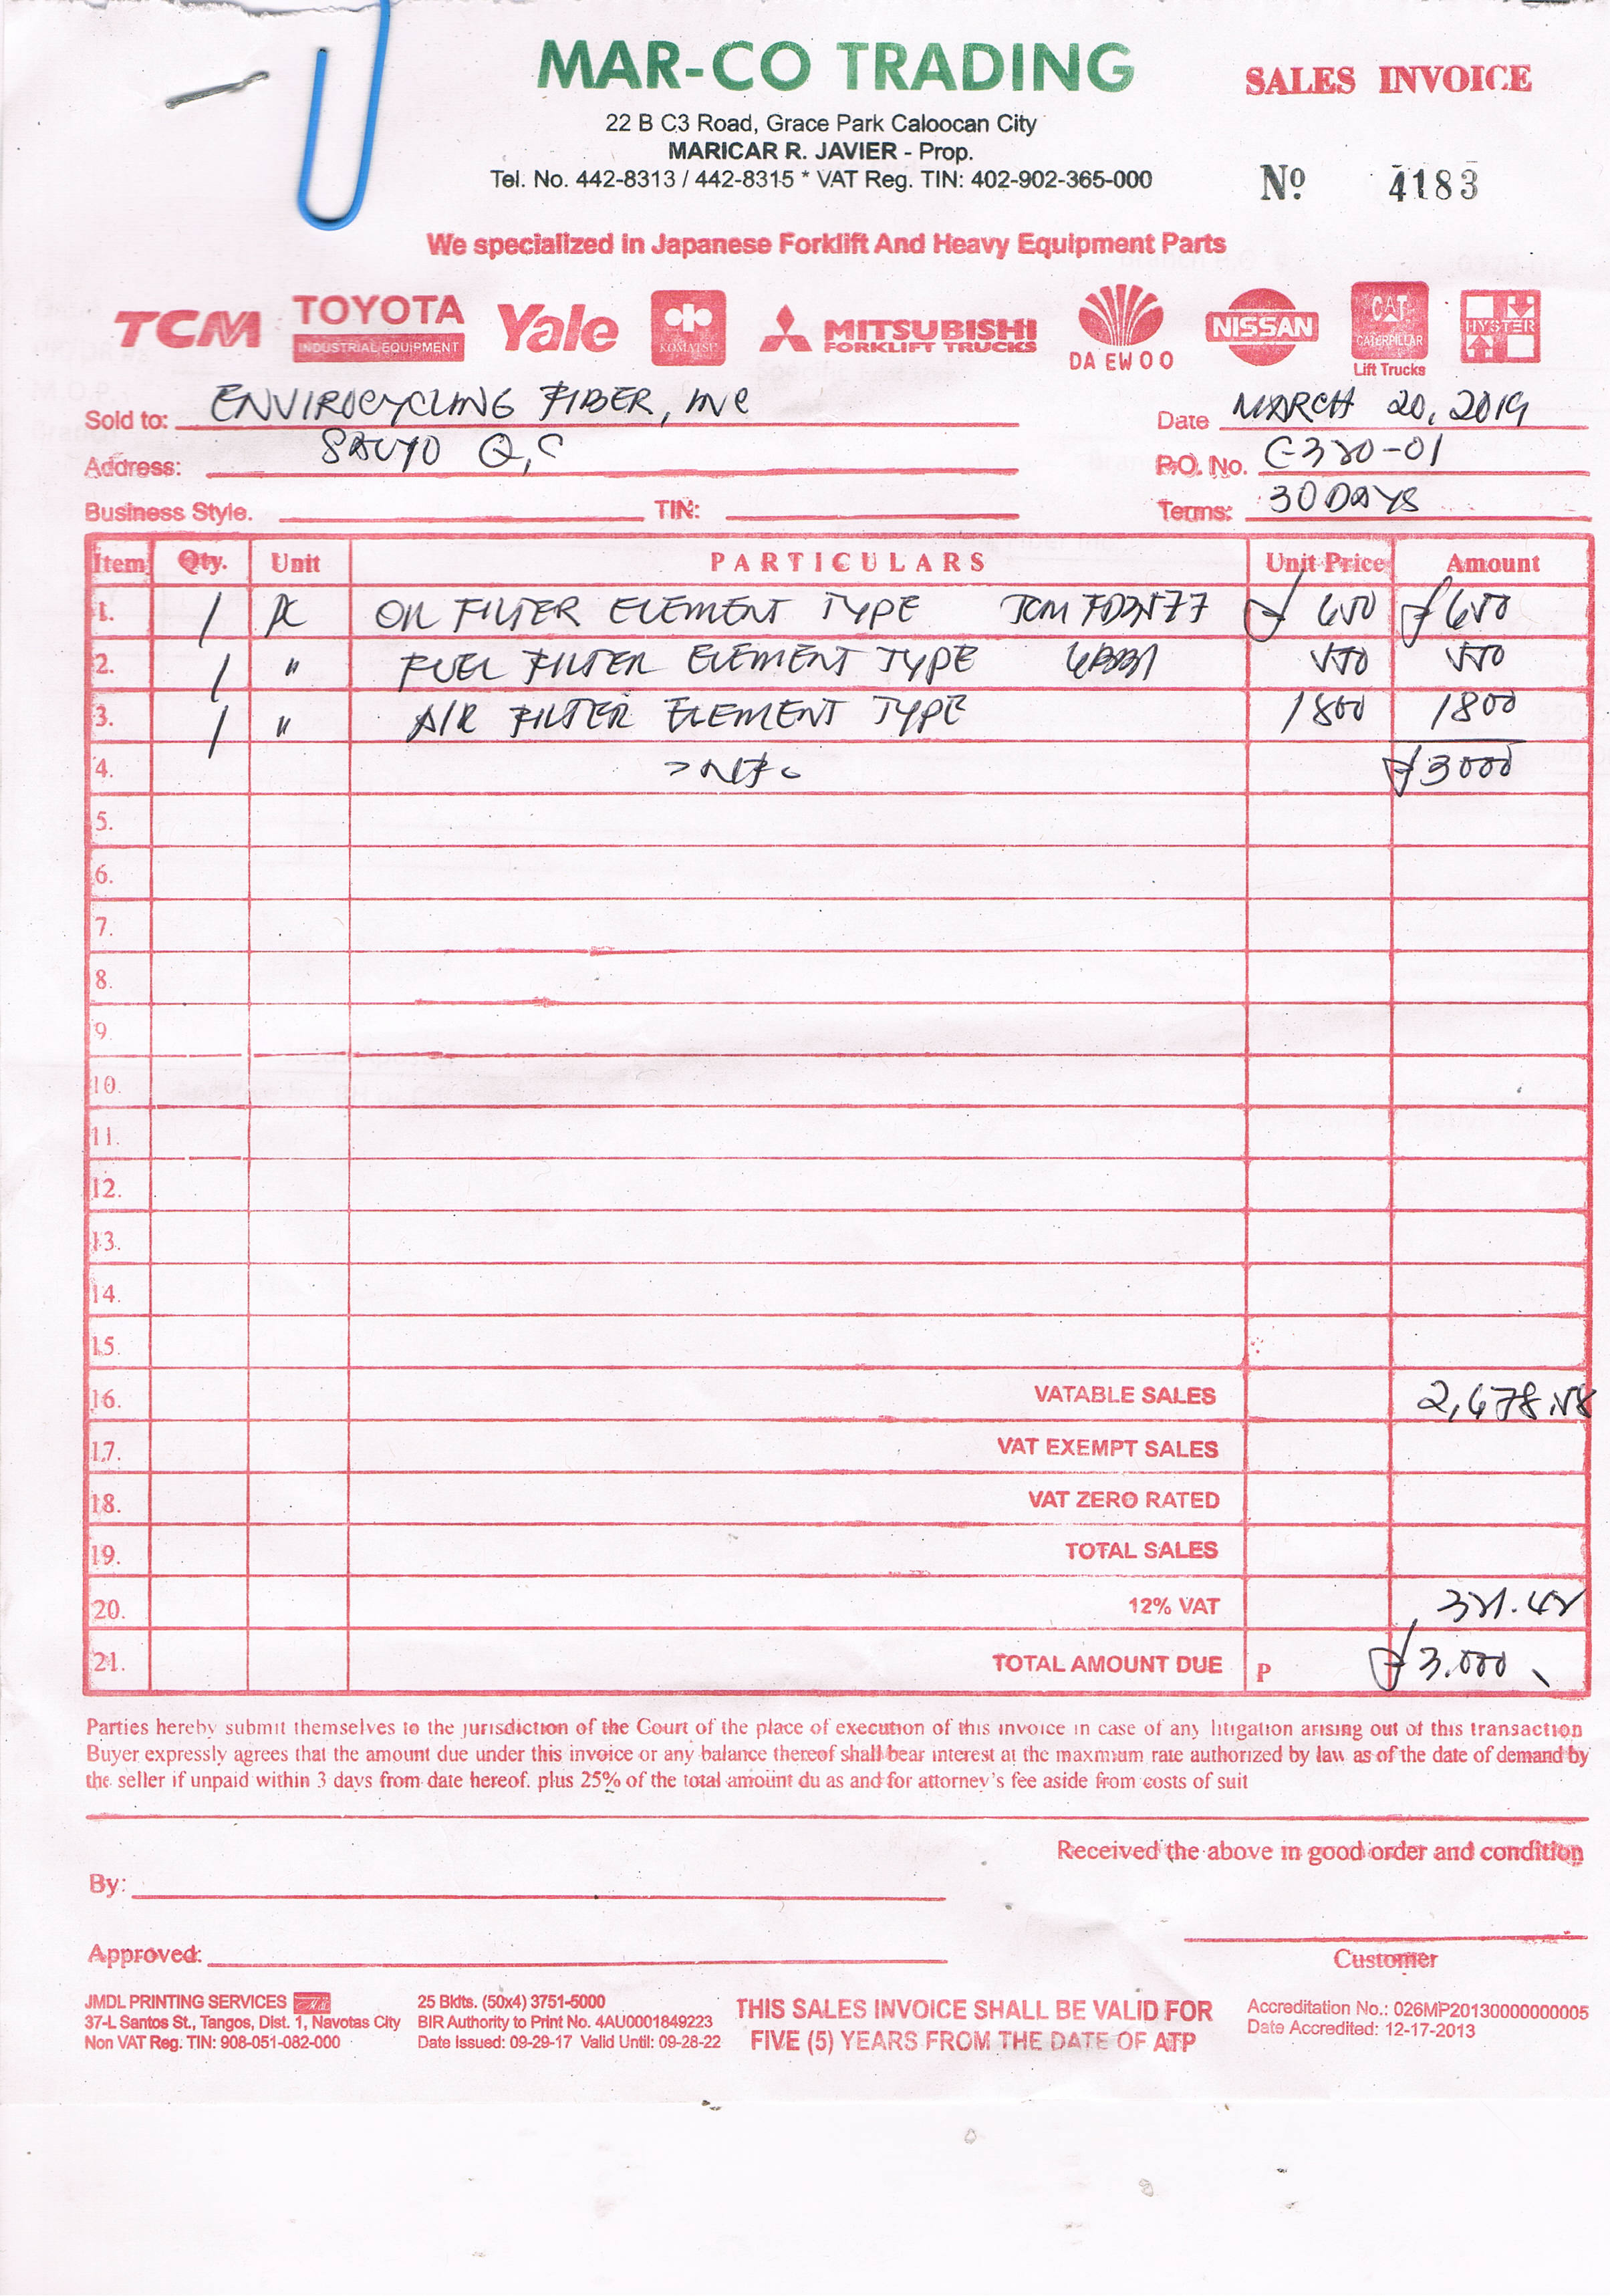 MAR-CO TRADING
SALES INVOICE
22 B C3 Road, Grace Park Caloocan City
MARICAR R. JAVIER - Prop.
Tel. No. 442-8313 / 442-8315 * VAT Reg. TIN: 402-902-365-000
Nº 4183
We specialized in Japanese Forklift And Heavy Equipment Parts
TCM TOYOTA INDUSTRIAL EQUIPMENT Yale KOMATSU MITSUBISHI FORKLIFT TRUCKS DAEWOO NISSAN CAT CATERPILLAR Lift Trucks HYSTER
Sold to: ENVIROCYCLING FIBER, INC Date MARCH 20, 2019
Address: SAUYO Q,C P.O. No. C-320-01
Business Style. TIN: Terms: 30 DAYS
Item Qty. Unit PARTICULARS Unit Price Amount
1. 1 pc OIL FILTER ELEMENT TYPE TCM ₱ 650 ₱ 650
2. 1 " FUEL FILTER ELEMENT TYPE 6BB1 550 550
3. 1 " AIR FILTER ELEMENT TYPE 1800 1800
4. ₱3000
5.
6.
7.
8.
9
10.
11.
12.
13.
14.
15.
16. VATABLE SALES 2,678.58
17. VAT EXEMPT SALES
18. VAT ZERO RATED
19. TOTAL SALES
20. 12% VAT 321.42
21. TOTAL AMOUNT DUE P ₱3.000
Parties hereby submit themselves to the jurisdiction of the Court of the place of execution of this invoice in case of any litigation arising out of this transaction
Buyer expressly agrees that the amount due under this invoice or any balance thereof shall bear interest at the maxmium rate authorized by law as of the date of demand by
the seller if unpaid within 3 days from date hereof. plus 25% of the total amount du as and for attorney's fee aside from costs of suit
Received the above in good order and condition
By:
Approved:
Customer
JMDL PRINTING SERVICES
37-L Santos St., Tangos, Dist. 1, Navotas City
Non VAT Reg. TIN: 908-051-082-000
25 Bklts. (50x4) 3751-5000
BIR Authority to Print No. 4AU0001849223
Date Issued: 09-29-17 Valid Until: 09-28-22
THIS SALES INVOICE SHALL BE VALID FOR
FIVE (5) YEARS FROM THE DATE OF ATP
Accreditation No.: 026MP20130000000005
Date Accredited: 12-17-2013